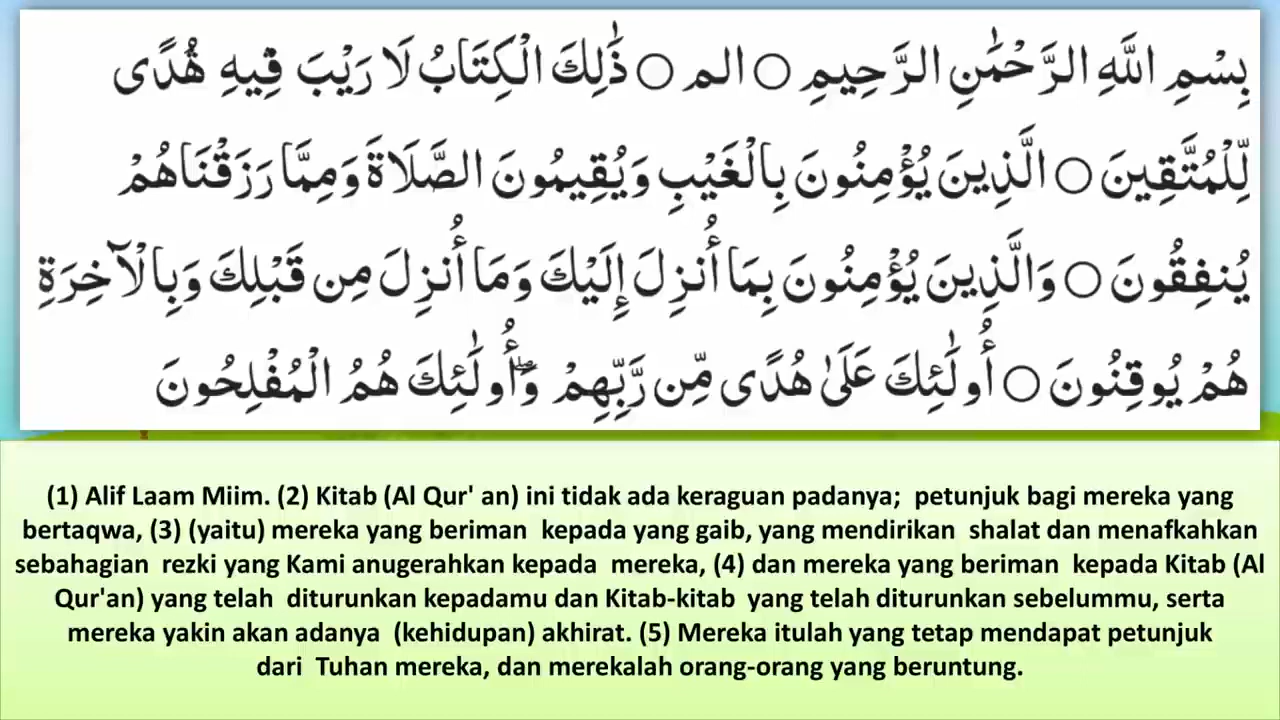 بِسْمِ اللَّهِ الرَّحْمَٰنِ الرَّحِيمِ ○ الم ○ ذَٰلِكَ الْكِتَابُ لَا رَيْبَ فِيهِ هُدًى
لِّلْمُتَّقِينَ ○ الَّذِينَ يُؤْمِنُونَ بِالْغَيْبِ وَيُقِيمُونَ الصَّلَاةَ وَمِمَّا رَزَقْنَاهُمْ
يُنفِقُونَ ○ وَالَّذِينَ يُؤْمِنُونَ بِمَا أُنزِلَ إِلَيْكَ وَمَا أُنزِلَ مِن قَبْلِكَ وَبِالْآخِرَةِ
هُمْ يُوقِنُونَ ○ أُولَٰئِكَ عَلَىٰ هُدًى مِّن رَّبِّهِمْ ۖ وَأُولَٰئِكَ هُمُ الْمُفْلِحُونَ
(1) Alif Laam Miim. (2) Kitab (Al Qur' an) ini tidak ada keraguan padanya; petunjuk bagi mereka yang
bertaqwa, (3) (yaitu) mereka yang beriman kepada yang gaib, yang mendirikan shalat dan menafkahkan
sebahagian rezki yang Kami anugerahkan kepada mereka, (4) dan mereka yang beriman kepada Kitab (Al
Qur'an) yang telah diturunkan kepadamu dan Kitab-kitab yang telah diturunkan sebelummu, serta
mereka yakin akan adanya (kehidupan) akhirat. (5) Mereka itulah yang tetap mendapat petunjuk
dari Tuhan mereka, dan merekalah orang-orang yang beruntung.